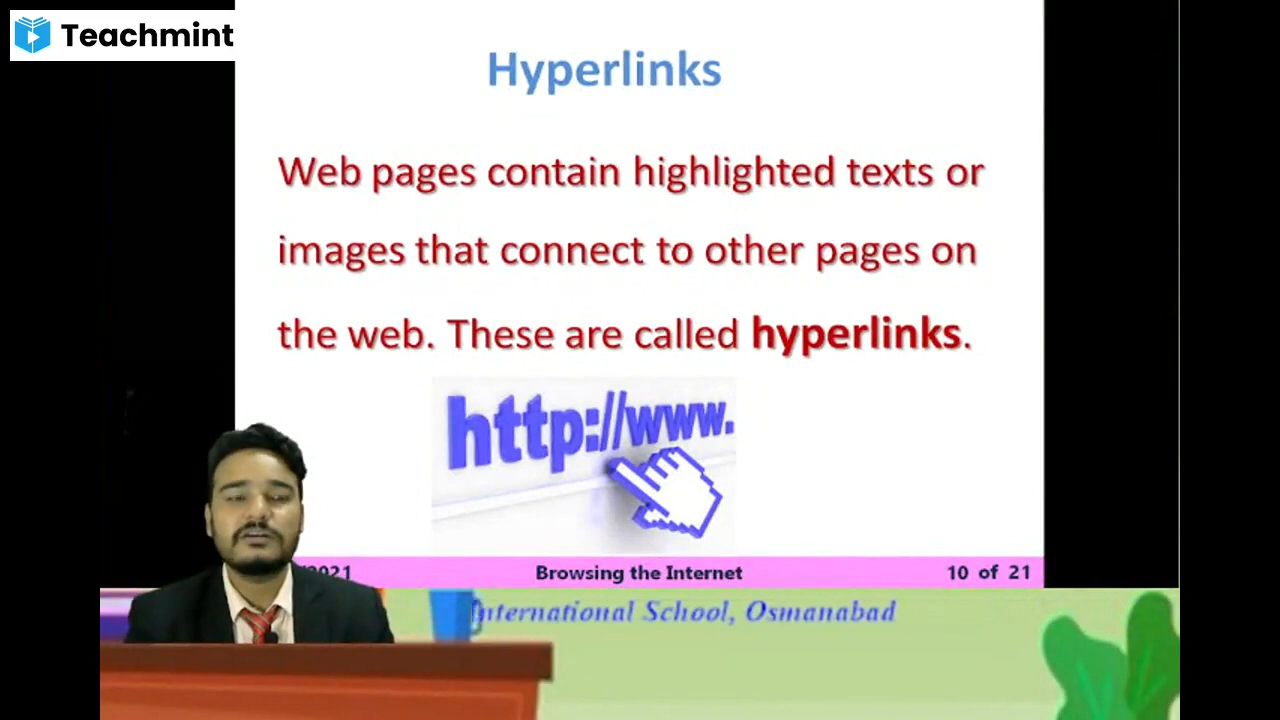 Teachmint
Hyperlinks
Web pages contain highlighted texts or
images that connect to other pages on
the web. These are called hyperlinks.
http://www.
/2021 Browsing the Internet 10 of 21
International School, Osmanabad